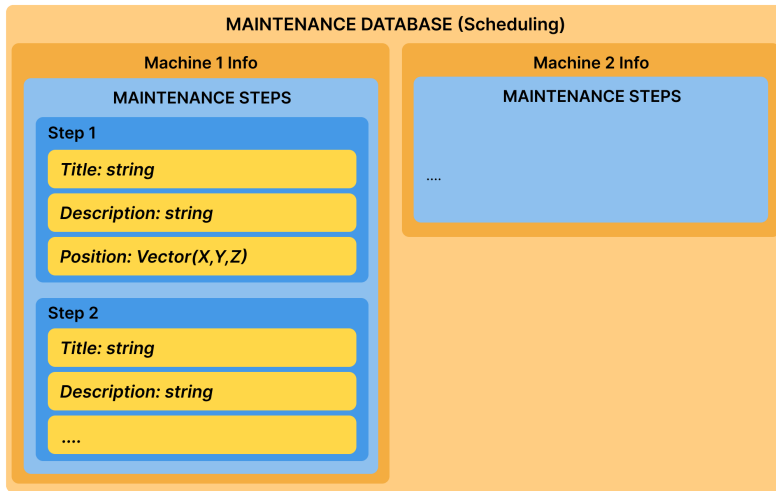 MAINTENANCE DATABASE (Scheduling)
Machine 1 Info
MAINTENANCE STEPS
Step 1
Title: string
Description: string
Position: Vector(X,Y,Z)
Step 2
Title: string
Description: string
....
Machine 2 Info
MAINTENANCE STEPS
....